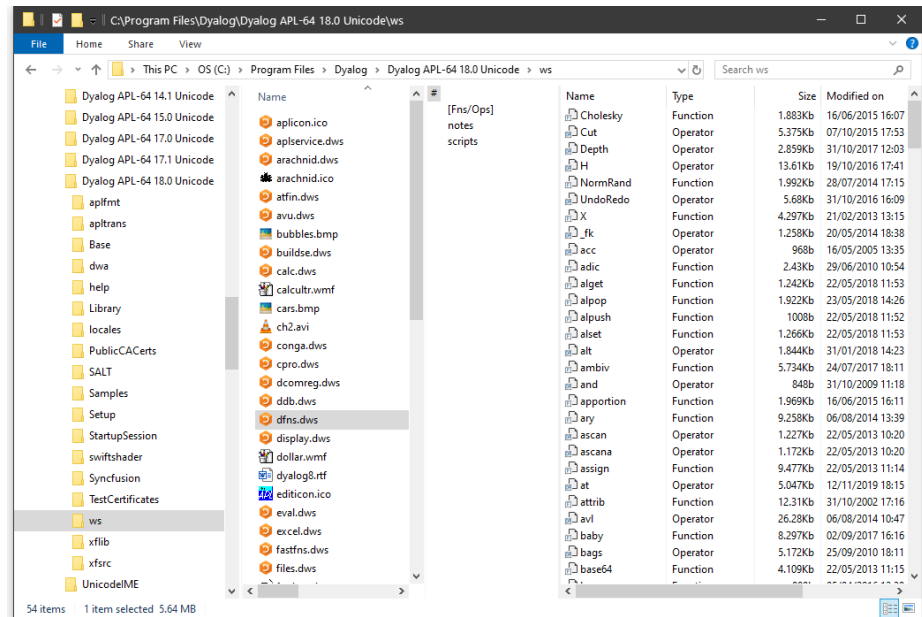 C:\Program Files\Dyalog\Dyalog APL-64 18.0 Unicode\ws
File Home Share View
This PC > OS (C:) > Program Files > Dyalog > Dyalog APL-64 18.0 Unicode > ws
Search ws
Dyalog APL-64 14.1 Unicode
Dyalog APL-64 15.0 Unicode
Dyalog APL-64 17.0 Unicode
Dyalog APL-64 17.1 Unicode
Dyalog APL-64 18.0 Unicode
aplfmt
apltrans
Base
dwa
help
Library
locales
PublicCACerts
SALT
Samples
Setup
StartupSession
swiftshader
Syncfusion
TestCertificates
ws
xflib
xfsrc
UnicodeIME
Name
aplicon.ico
aplservice.dws
arachnid.dws
arachnid.ico
atfin.dws
avu.dws
bubbles.bmp
buildse.dws
calc.dws
calcultr.wmf
cars.bmp
ch2.avi
conga.dws
cpro.dws
dcomreg.dws
ddb.dws
dfns.dws
display.dws
dollar.wmf
dyalog8.rtf
editicon.ico
eval.dws
excel.dws
fastfns.dws
files.dws
#
[Fns/Ops]
notes
scripts
Name Type Size Modified on
Cholesky Function 1.883Kb 16/06/2015 16:07
Cut Operator 5.375Kb 07/10/2015 17:53
Depth Operator 2.859Kb 31/10/2017 12:03
H Operator 13.61Kb 19/10/2016 17:41
NormRand Function 1.992Kb 28/07/2014 17:15
UndoRedo Operator 5.68Kb 31/10/2016 16:09
X Function 4.297Kb 21/02/2013 13:15
_fk Operator 1.258Kb 20/05/2014 18:38
acc Operator 968b 16/05/2005 13:35
adic Function 2.43Kb 29/06/2010 10:54
alget Function 1.242Kb 22/05/2018 11:53
alpop Function 1.922Kb 23/05/2018 14:26
alpush Function 1008b 22/05/2018 11:52
alset Function 1.266Kb 22/05/2018 11:53
alt Operator 1.844Kb 31/01/2018 14:23
ambiv Function 5.734Kb 24/07/2017 18:11
and Operator 848b 31/10/2009 11:18
apportion Function 1.969Kb 16/06/2015 16:11
ary Function 9.258Kb 06/08/2014 13:39
ascan Operator 1.227Kb 22/05/2013 10:20
ascana Operator 1.172Kb 22/05/2013 10:20
assign Function 9.477Kb 22/05/2013 11:14
at Operator 5.047Kb 12/11/2019 18:15
attrib Function 12.31Kb 31/10/2002 17:16
avl Operator 26.28Kb 06/08/2014 10:47
baby Function 8.297Kb 02/09/2017 16:16
bags Operator 5.172Kb 25/09/2010 18:11
base64 Function 4.109Kb 22/05/2013 11:15
54 items 1 item selected 5.64 MB